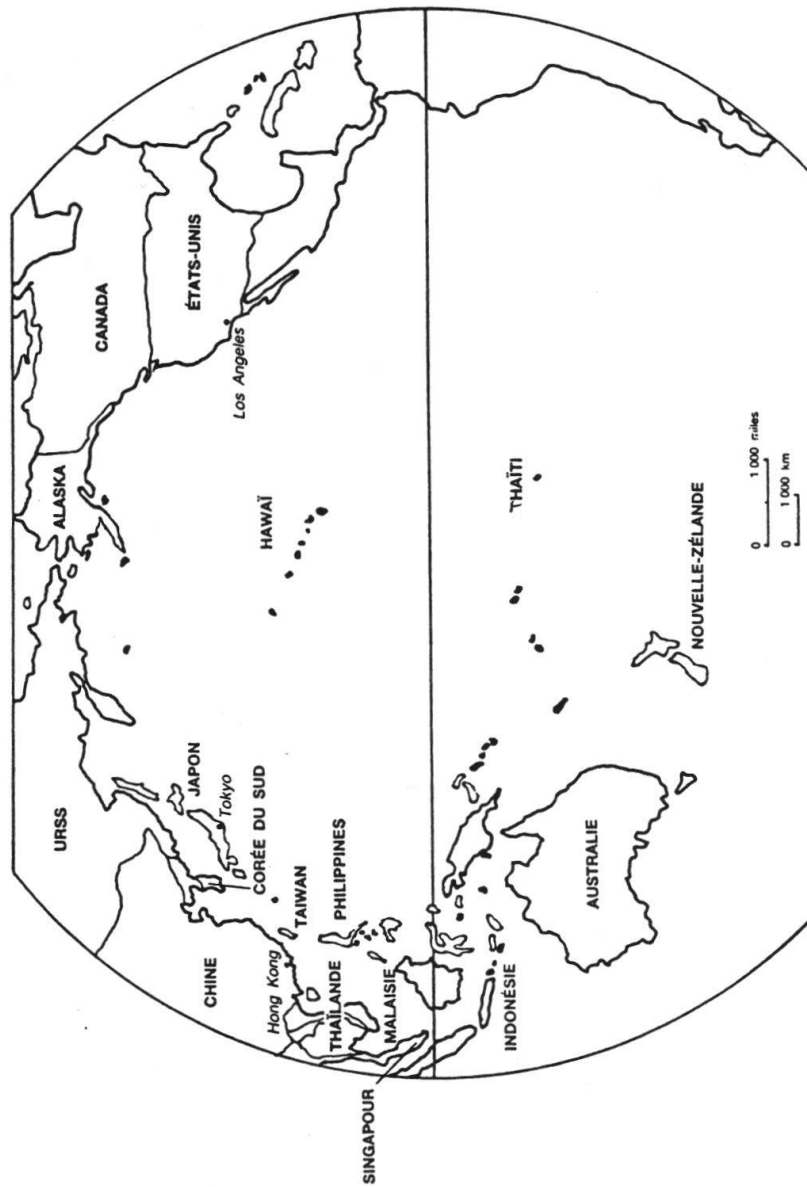 URSS
ALASKA
CANADA
ÉTATS-UNIS
Los Angeles
JAPON
Tokyo
CORÉE DU SUD
CHINE
TAIWAN
Hong Kong
PHILIPPINES
THAÏLANDE
MALAISIE
SINGAPOUR
INDONÉSIE
HAWAÏ
THAÏTI
AUSTRALIE
NOUVELLE-ZÉLANDE
0 1 000 miles
0 1 000 km